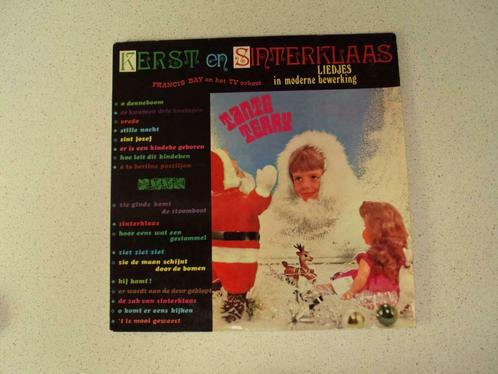 KERST en SINTERKLAAS
LIEDJES
FRANCIS BAY en het TV orkest
in moderne bewerking
TANTE TERRY
o denneboom
er kwamen drie koningen
vrede
stille nacht
sint jozef
er is een kindeke geboren
hoe leit dit kindeken
a la berline postiljon
zie ginds komt
de stoomboot
sinterklaas
hoor eens wat een
gestommel
ziet ziet ziet
zie de maan schijnt
door de bomen
hij komt!
er wordt aan de deur geklopt
de zak van sinterklaas
o komt er eens kijken
't is mooi geweest